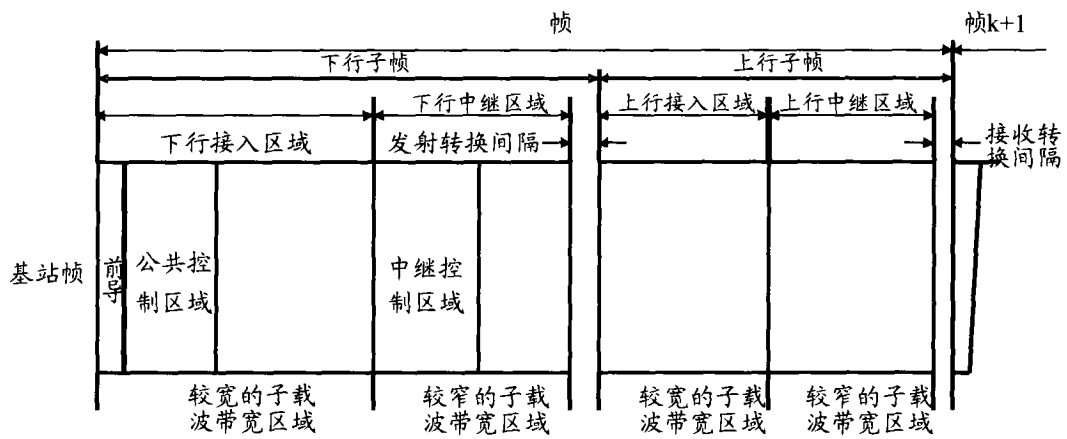 帧
帧k+1
下行子帧
上行子帧
下行中继区域
上行接入区域
上行中继区域
下行接入区域
发射转换间隔
接收转
换间隔
基站帧
前导
公共控
制区域
中继控
制区域
较宽的子载
波带宽区域
较窄的子载
波带宽区域
较宽的子载
波带宽区域
较窄的子载
波带宽区域